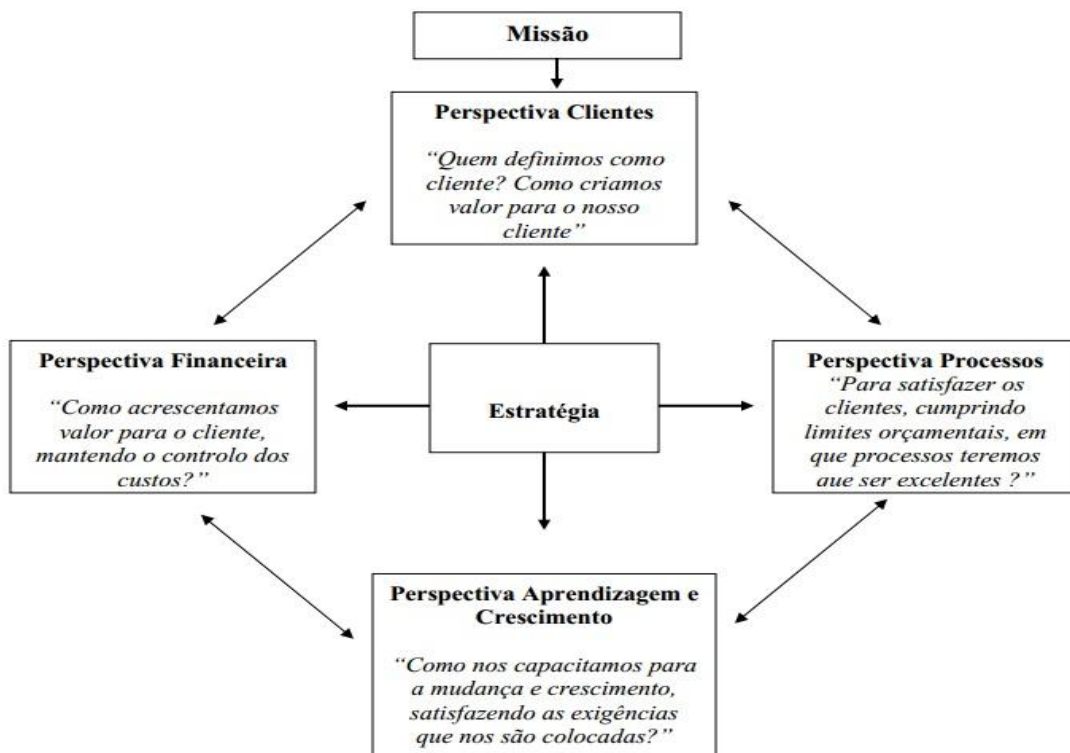 Missão
Perspectiva Clientes
“Quem definimos como
cliente? Como criamos
valor para o nosso
cliente”
Perspectiva Financeira
“Como acrescentamos
valor para o cliente,
mantendo o controlo dos
custos?”
Estratégia
Perspectiva Processos
“Para satisfazer os
clientes, cumprindo
limites orçamentais, em
que processos teremos
aue ser excelentes ?”
Perspectiva Aprendizagem e
Crescimento
“Como nos capacitamos para
a mudança e crescimento,
satisfazendo as exigências
que nos são colocadas?”